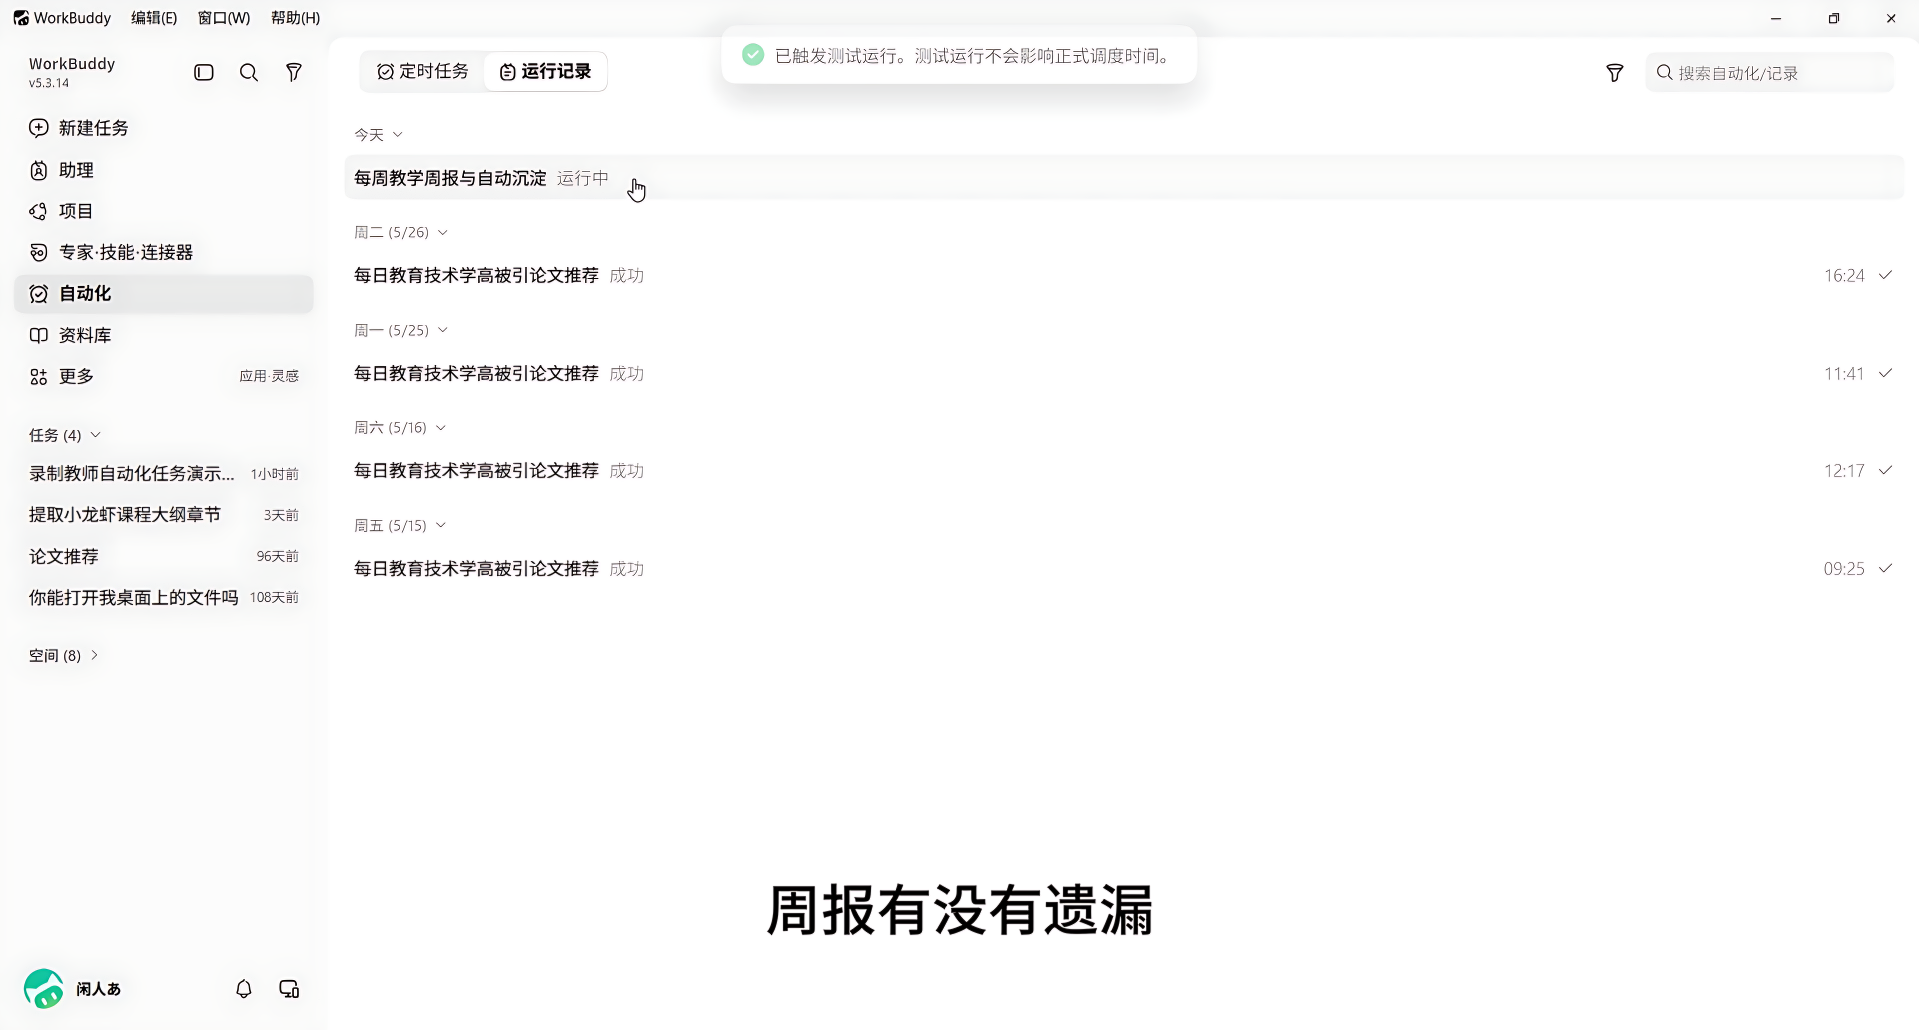 WorkBuddy 编辑(E) 窗口(W) 帮助(H)
WorkBuddy
v5.3.14
新建任务
助理
项目
专家·技能·连接器
自动化
资料库
更多 应用·灵感
任务 (4)
录制教师自动化任务演示... 1小时前
提取小龙虾课程大纲章节 3天前
论文推荐 96天前
你能打开我桌面上的文件吗 108天前
空间 (8)
闲人あ
定时任务 运行记录
已触发测试运行。测试运行不会影响正式调度时间。
搜索自动化/记录
今天
每周教学周报与自动沉淀 运行中
周二 (5/26)
每日教育技术学高被引论文推荐 成功 16:24
周一 (5/25)
每日教育技术学高被引论文推荐 成功 11:41
周六 (5/16)
每日教育技术学高被引论文推荐 成功 12:17
周五 (5/15)
每日教育技术学高被引论文推荐 成功 09:25
周报有没有遗漏